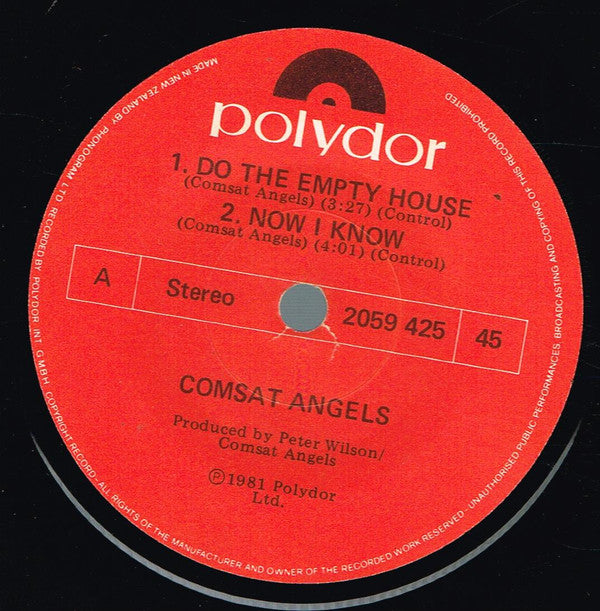 polydor
1. DO THE EMPTY HOUSE
(Comsat Angels) (3:27) (Control)
2. NOW I KNOW
(Comsat Angels) (4:01) (Control)
A Stereo 2059 425 45
COMSAT ANGELS
Produced by Peter Wilson/
Comsat Angels
Ⓟ1981 Polydor
Ltd.
MADE IN NEW ZEALAND BY PHONOGRAM LTD RECORDED BY POLYDOR INT. GMBH. COPYRIGHT RECORD - ALL RIGHTS OF THE MANUFACTURER AND OWNER OF THE RECORDED WORK RESERVED - UNAUTHORISED PUBLIC PERFORMANCES, BROADCASTING AND COPYING OF THIS RECORD PROHIBITED